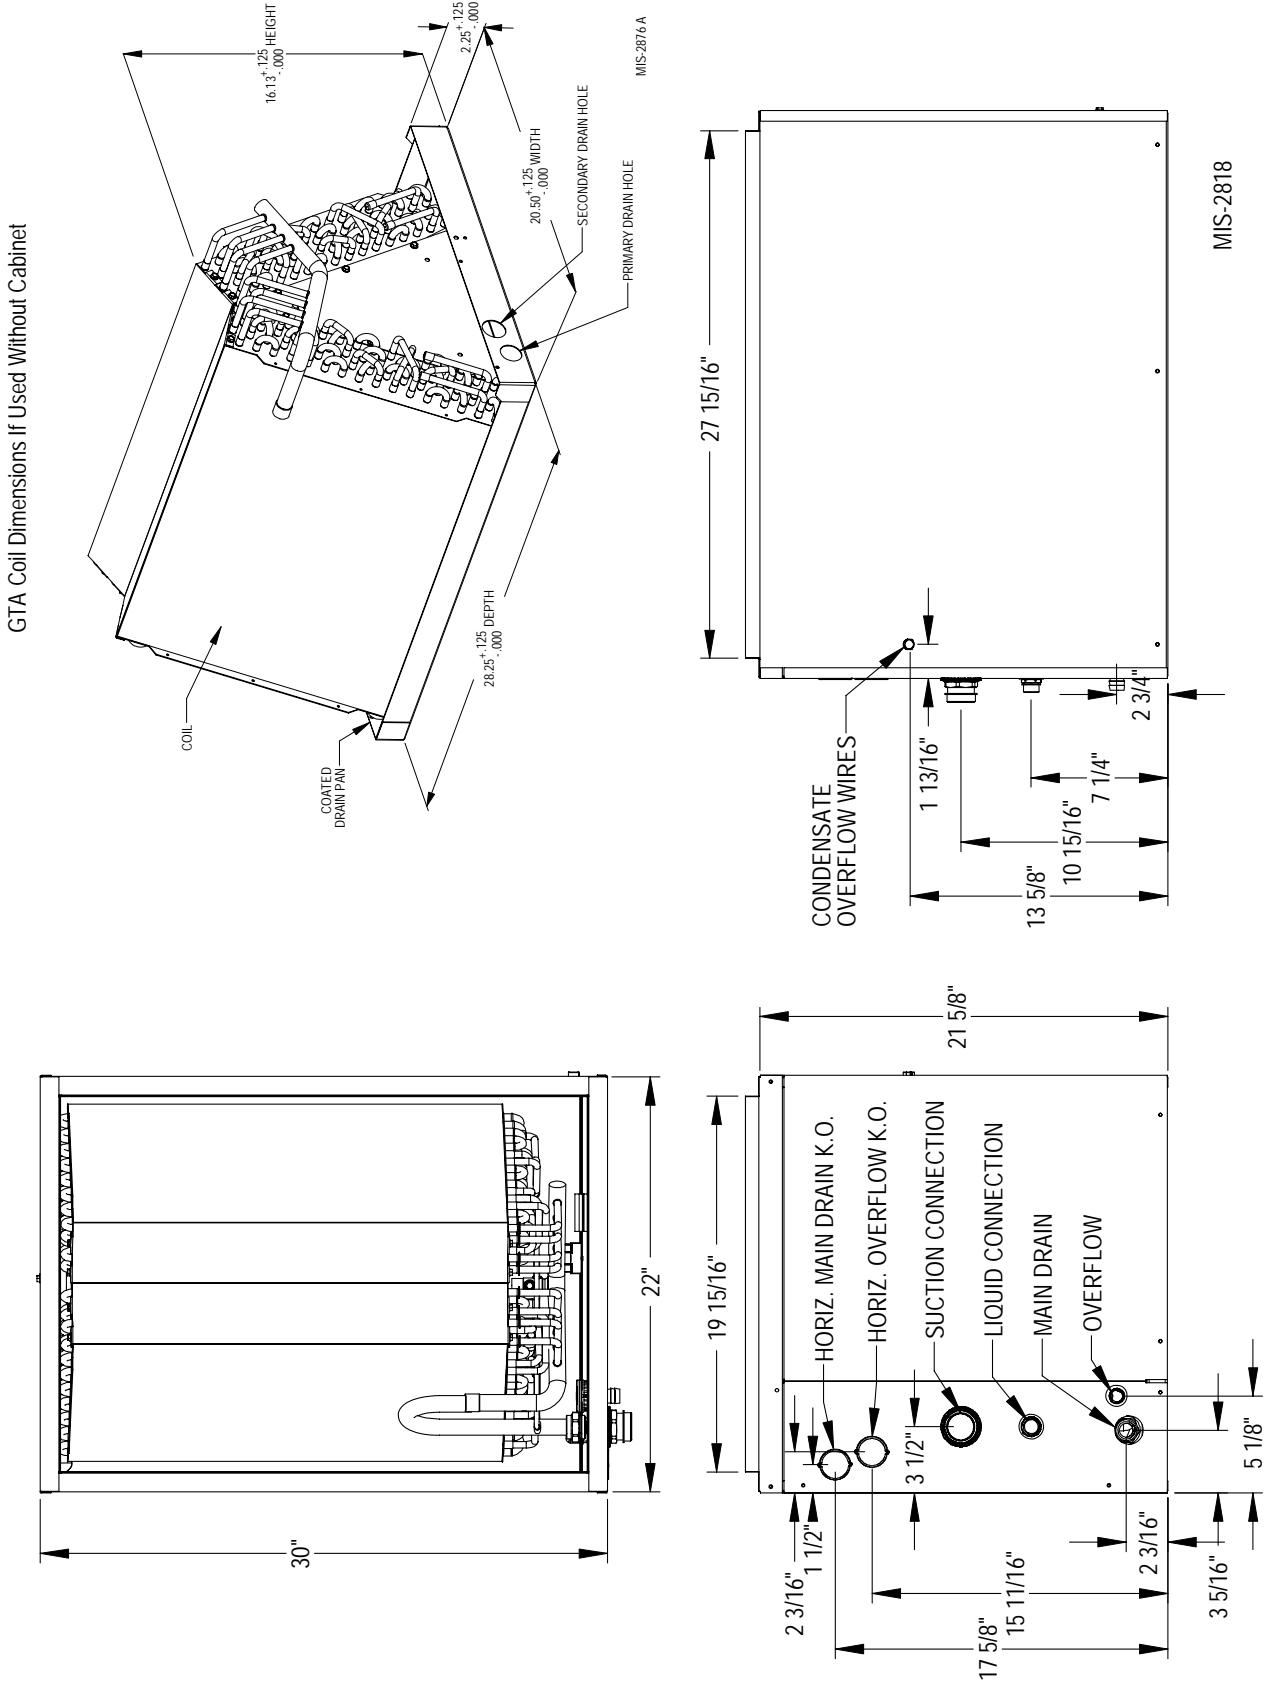 GTA Coil Dimensions If Used Without Cabinet
16.13 +.125 -.000 HEIGHT
2.25 +.125 -.000
20.50 +.125 -.000 WIDTH
28.25 +.125 -.000 DEPTH
COIL
COATED
DRAIN PAN
SECONDARY DRAIN HOLE
PRIMARY DRAIN HOLE
MIS-2876 A
30"
22"
27 15/16"
CONDENSATE
OVERFLOW WIRES
1 13/16"
13 5/8"
10 15/16"
7 1/4"
2 3/4"
MIS-2818
21 5/8"
19 15/16"
HORIZ. MAIN DRAIN K.O.
HORIZ. OVERFLOW K.O.
SUCTION CONNECTION
LIQUID CONNECTION
MAIN DRAIN
OVERFLOW
3 1/2"
2 3/16"
1 1/2"
17 5/8"
15 11/16"
2 3/16"
3 5/16"
5 1/8"